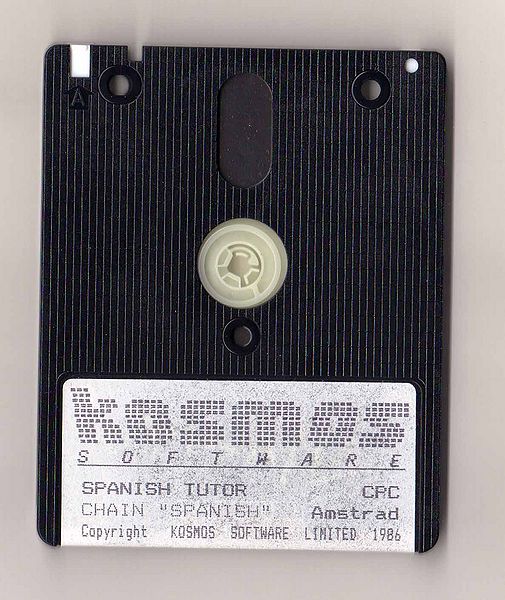 A
kosmos
SOFTWARE
SPANISH TUTOR CPC
CHAIN "SPANISH" Amstrad
Copyright KOSMOS SOFTWARE LIMITED 1986